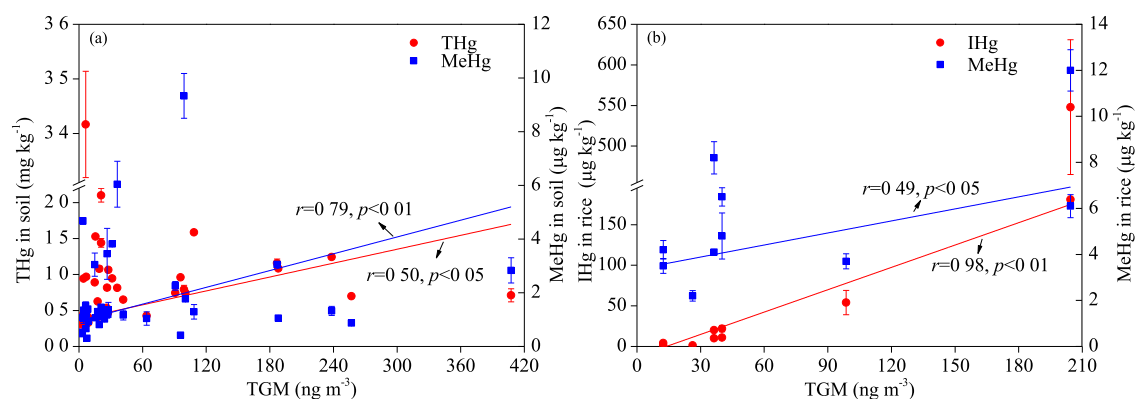 (a)
THg
MeHg
r=0 79, p<0 01
r=0 50, p<0 05
THg in soil (mg kg-1)
3 6
3 5
3 4
2 0
1 5
1 0
0 5
0 0
MeHg in soil (μg kg-1)
12
10
8
6
4
2
0
0 60 120 180 240 300 360 420
TGM (ng m-3)
(b)
IHg
MeHg
r=0 49, p<0 05
r=0 98, p<0 01
IHg in rice (μg kg-1)
650
600
550
500
150
100
50
0
MeHg in rice (μg kg-1)
14
12
10
8
6
4
2
0
0 30 60 90 120 150 180 210
TGM (ng m-3)